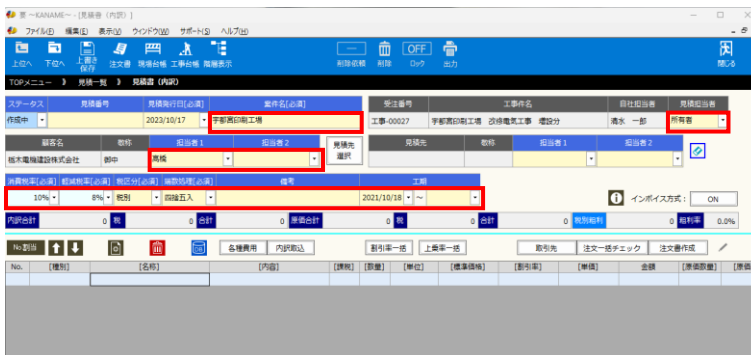 要 ～KANAME～ - [見積書（内訳）]
ファイル(F) 編集(E) 表示(V) ウィンドウ(W) サポート(S) ヘルプ(H)
上位へ 下位へ 上書き保存 注文書 現場台帳 工事台帳 階層表示 削除依頼 削除 OFF ロック 出力 閉じる
TOPメニュー 》 見積一覧 》 見積書 (内訳)
ステータス 見積番号 見積発行日[必須] 案件名[必須] 受注番号 工事件名 自社担当者 見積担当者
作成中 2023/10/17 宇都宮印刷工場 工事-00027 宇都宮印刷工場 改修電気工事 増設分 清水 一郎 所有者
顧客名 敬称 担当者1 担当者2 見積先選択 見積先 敬称 担当者1 担当者2
栃木電機建設株式会社 御中 高橋
消費税率[必須] 軽減税率[必須] 税区分[必須] 端数処理[必須] 備考 工期
10% 8% 税別 四捨五入 2021/10/18 ～ インボイス方式： ON
内訳合計 0 税 0 合計 0 原価合計 0 税 0 合計 0 税別粗利 0 粗利率 0.0%
No割当 各種費用 内訳取込 割引率一括 上乗率一括 取引先 注文一括チェック 注文書作成
No. [種別] [名称] [内容] [課税] [数量] [単位] [標準価格] [割引率] [単価] 金額 [原価数量] [原価